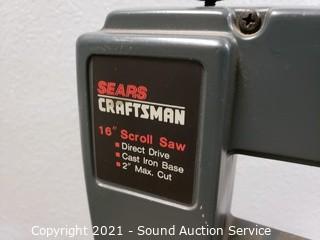 SEARS
CRAFTSMAN
16" Scroll Saw
▪ Direct Drive
▪ Cast Iron Base
▪ 2" Max. Cut
Copyright 2021 - Sound Auction Service